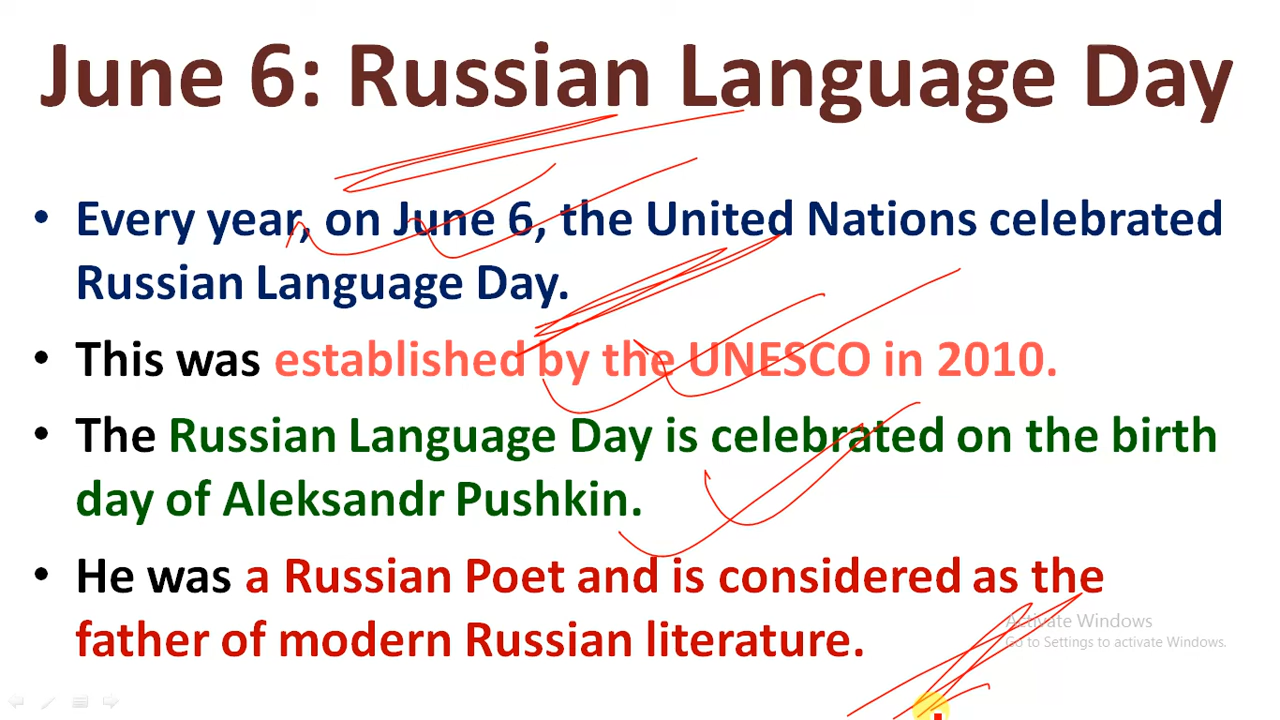 June 6: Russian Language Day
• Every year, on June 6, the United Nations celebrated
Russian Language Day.
• This was established by the UNESCO in 2010.
• The Russian Language Day is celebrated on the birth
day of Aleksandr Pushkin.
• He was a Russian Poet and is considered as the
father of modern Russian literature.
Activate Windows
Go to Settings to activate Windows.